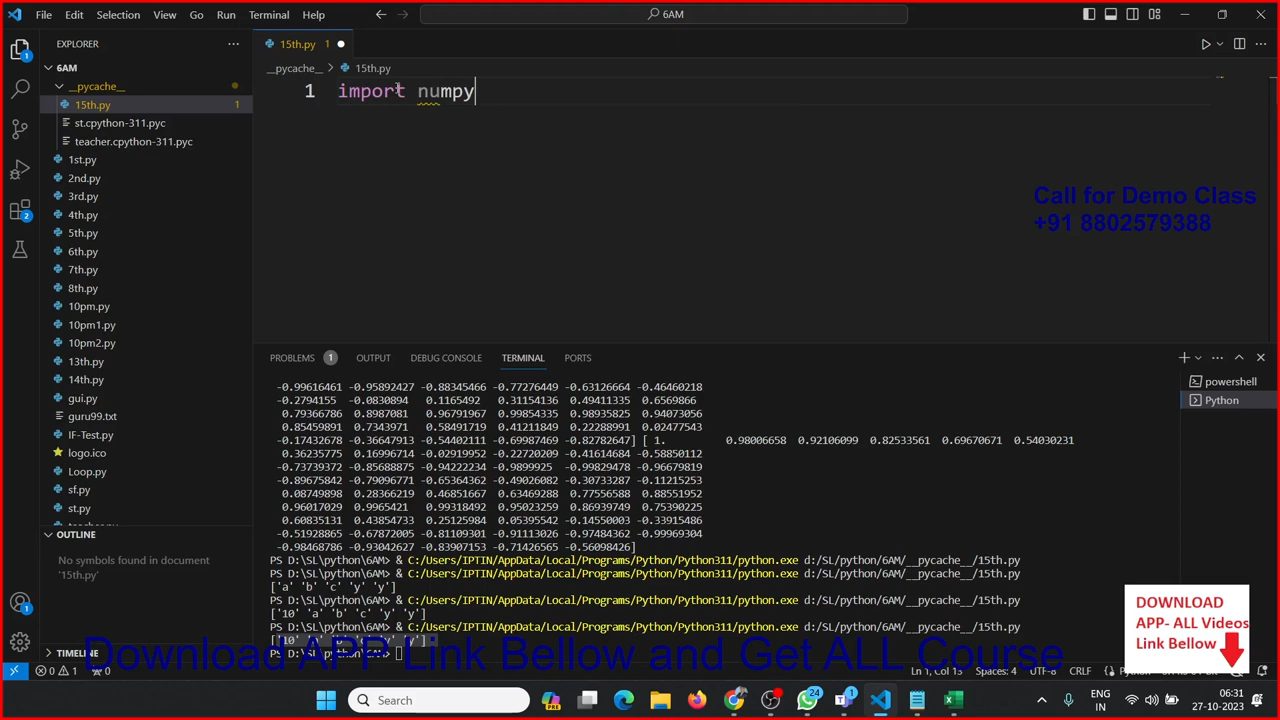 File Edit Selection View Go Run Terminal Help
6AM
EXPLORER
15th.py 1
6AM
__pycache__ > 15th.py
__pycache__
15th.py 1
1 import numpy
st.cpython-311.pyc
teacher.cpython-311.pyc
1st.py
2nd.py
3rd.py
4th.py
5th.py
6th.py
7th.py
8th.py
10pm.py
10pm1.py
10pm2.py
13th.py
14th.py
gui.py
guru99.txt
IF-Test.py
logo.ico
Loop.py
sf.py
st.py
OUTLINE
No symbols found in document
'15th.py'
TIMELINE
Call for Demo Class
+91 8802579388
PROBLEMS 1 OUTPUT DEBUG CONSOLE TERMINAL PORTS
powershell
Python
-0.99616461 -0.95892427 -0.88345466 -0.77276449 -0.63126664 -0.46460218
-0.2794155 -0.0830894 0.1165492 0.31154136 0.49411335 0.6569866
0.79366786 0.8987081 0.96791967 0.99854335 0.98935825 0.94073056
0.85459891 0.7343971 0.58491719 0.41211849 0.22288991 0.02477543
-0.17432678 -0.36647913 -0.54402111 -0.69987469 -0.82782647] [ 1. 0.98006658 0.92106099 0.82533561 0.69670671 0.54030231
0.36235775 0.16996714 -0.02919952 -0.22720209 -0.41614684 -0.58850112
-0.73739372 -0.85688875 -0.94222234 -0.9899925 -0.99829478 -0.96679819
-0.89675842 -0.79096771 -0.65364362 -0.49026082 -0.30733287 -0.11215253
0.08749898 0.28366219 0.46851667 0.63469288 0.77556588 0.88551952
0.96017029 0.9965421 0.99318492 0.95023259 0.86939749 0.75390225
0.60835131 0.43854733 0.25125984 0.05395542 -0.14550003 -0.33915486
-0.51928865 -0.67872005 -0.81109301 -0.91113026 -0.97484362 -0.99969304
-0.98468786 -0.93042627 -0.83907153 -0.71426565 -0.56098426]
PS D:\SL\python\6AM> & C:/Users/IPTIN/AppData/Local/Programs/Python/Python311/python.exe d:/SL/python/6AM/__pycache__/15th.py
PS D:\SL\python\6AM> & C:/Users/IPTIN/AppData/Local/Programs/Python/Python311/python.exe d:/SL/python/6AM/__pycache__/15th.py
['a' 'b' 'c' 'y' 'y']
PS D:\SL\python\6AM> & C:/Users/IPTIN/AppData/Local/Programs/Python/Python311/python.exe d:/SL/python/6AM/__pycache__/15th.py
['10' 'a' 'b' 'c' 'y' 'y']
PS D:\SL\python\6AM> & C:/Users/IPTIN/AppData/Local/Programs/Python/Python311/python.exe d:/SL/python/6AM/__pycache__/15th.py
PS D:\SL\python\6AM>
DOWNLOAD
APP- ALL Videos
Link Bellow
Download APP Link Bellow and Get ALL Course
0 1 0 Ln 1, Col 13 Spaces: 4 UTF-8 CRLF
Search
24
1
ENG
IN
06:31
27-10-2023